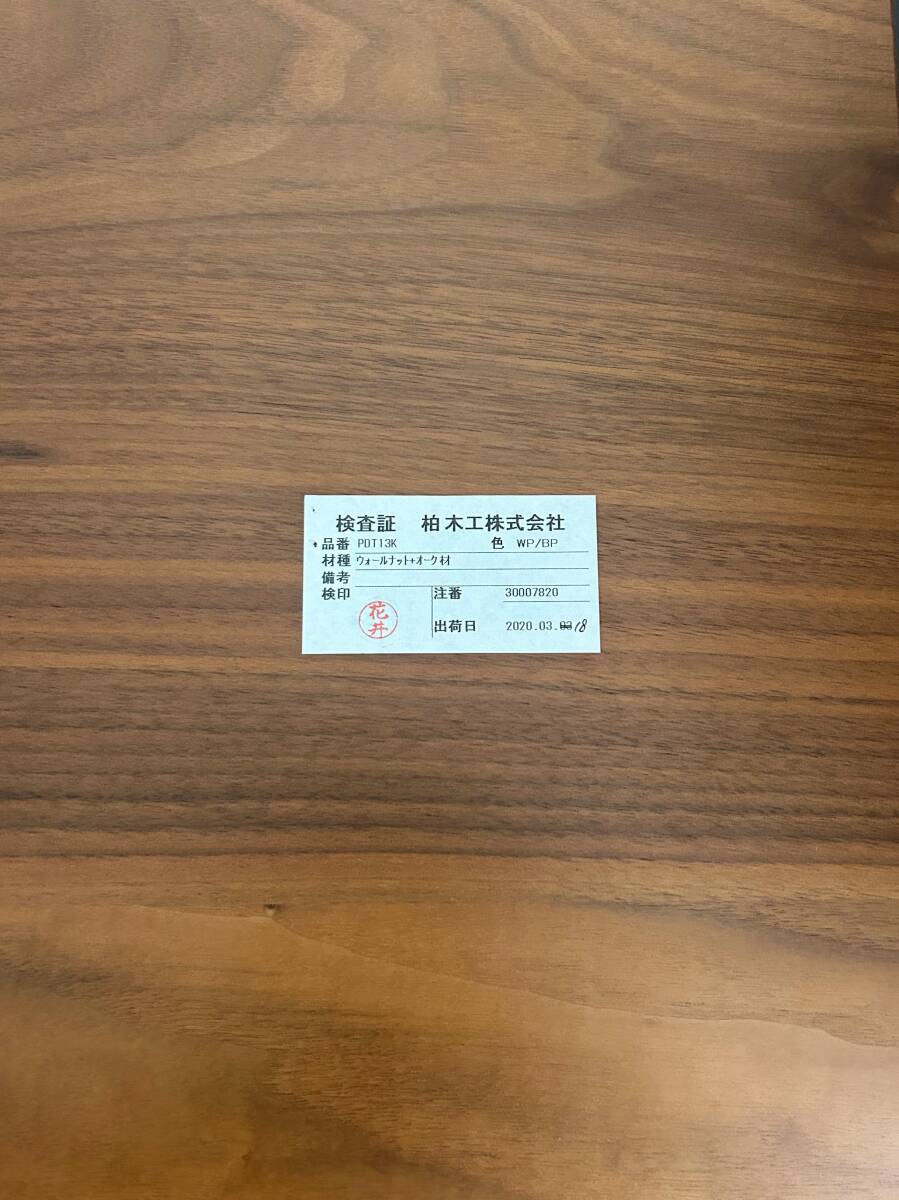 検査証 柏木工株式会社
品番 PDT13K 色 WP/BP
材種 ｳｫｰﾙﾅｯﾄ+ｵｰｸ材
備考
検印 注番 30007820
花井
出荷日 2020.03.03 18